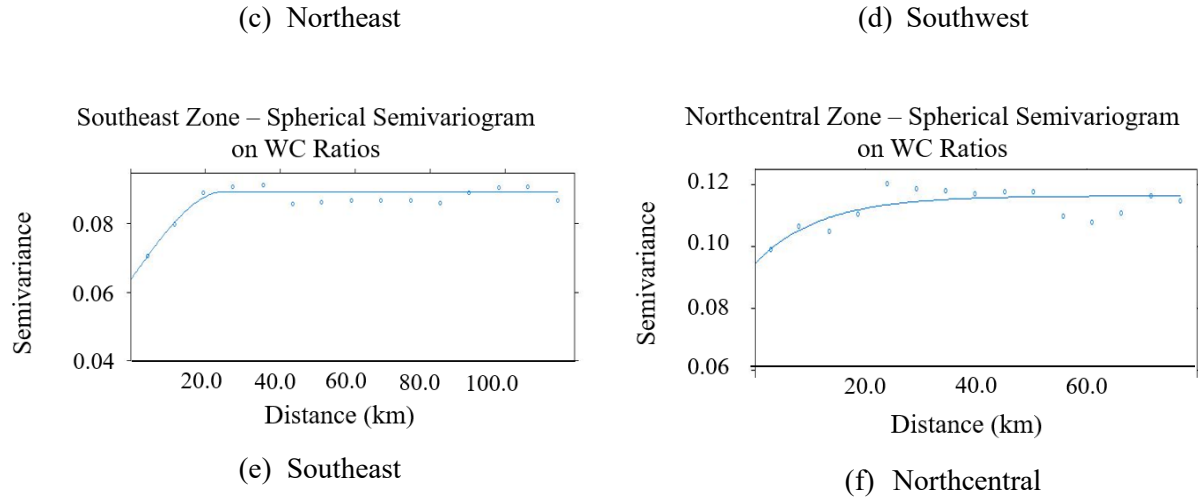 (c) Northeast
(d) Southwest
Southeast Zone – Spherical Semivariogram
on WC Ratios
Semivariance
0.08
0.06
0.04
20.0 40.0 60.0 80.0 100.0
Distance (km)
(e) Southeast
Northcentral Zone – Spherical Semivariogram
on WC Ratios
Semivariance
0.12
0.10
0.08
0.06
20.0 40.0 60.0
Distance (km)
(f) Northcentral